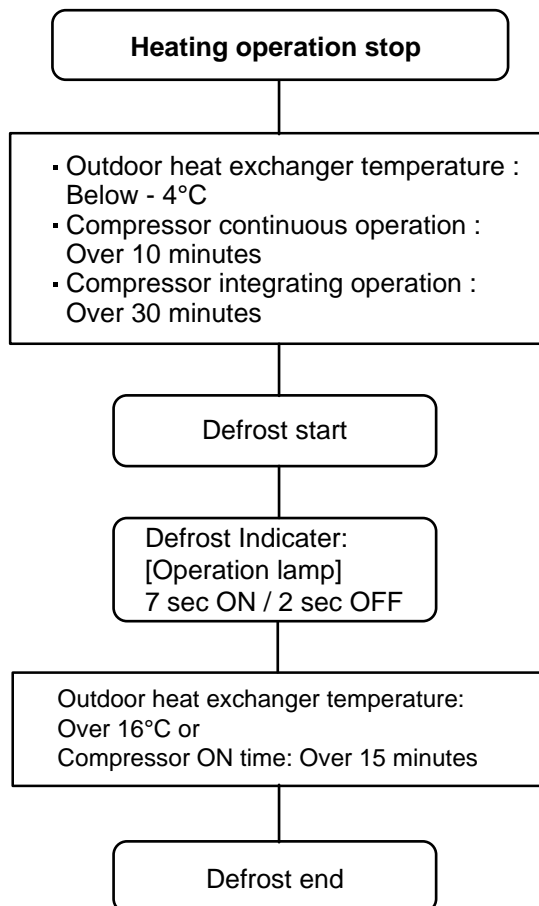 Heating operation stop
· Outdoor heat exchanger temperature :
Below - 4°C
· Compressor continuous operation :
Over 10 minutes
· Compressor integrating operation :
Over 30 minutes
Defrost start
Defrost Indicater:
[Operation lamp]
7 sec ON / 2 sec OFF
Outdoor heat exchanger temperature:
Over 16°C or
Compressor ON time: Over 15 minutes
Defrost end